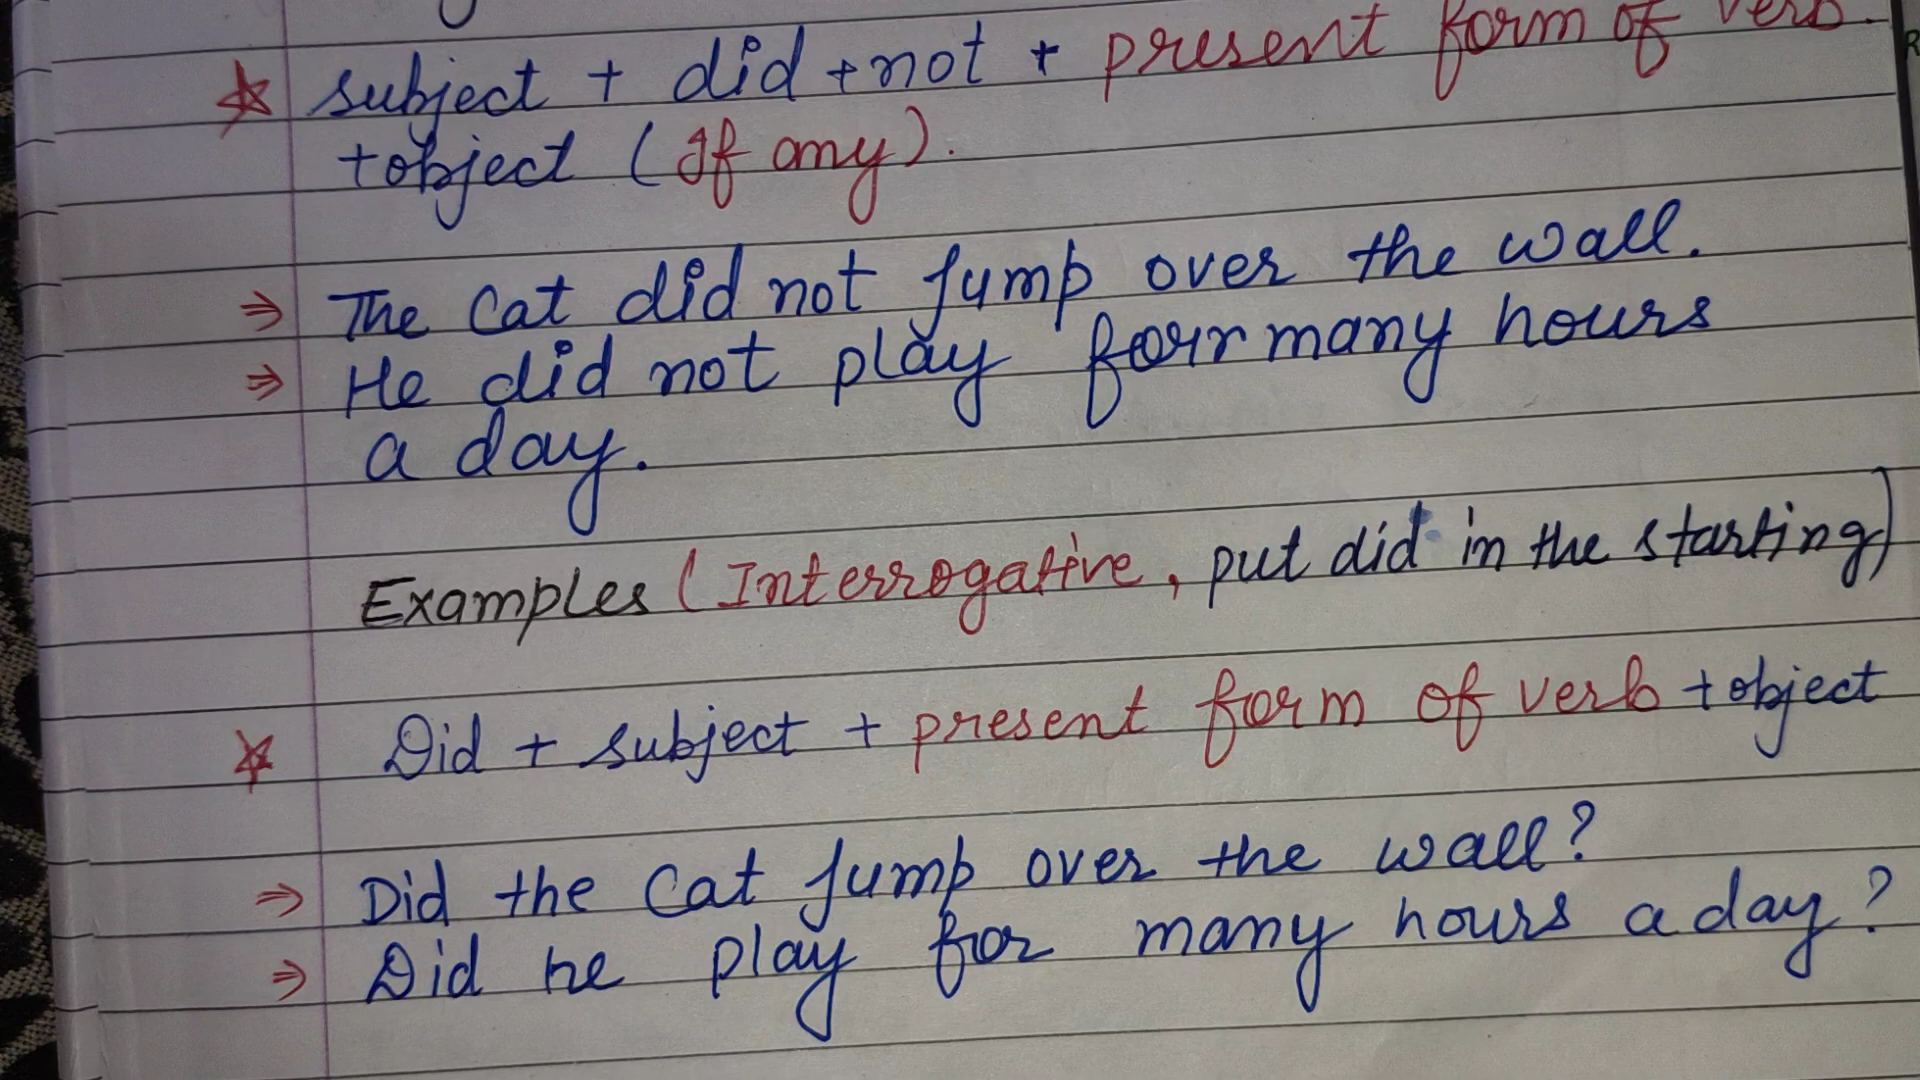 ☆ subject + did + not + present form of verb.
+ object (If any).
⇒ The Cat did not Jump over the wall.
⇒ He did not play forr many hours
a day.
Examples (Interrogative, put did in the starting)
☆ Did + subject + present form of verb + object
⇒ Did the Cat Jump over the wall?
⇒ Did he play for many hours a day?